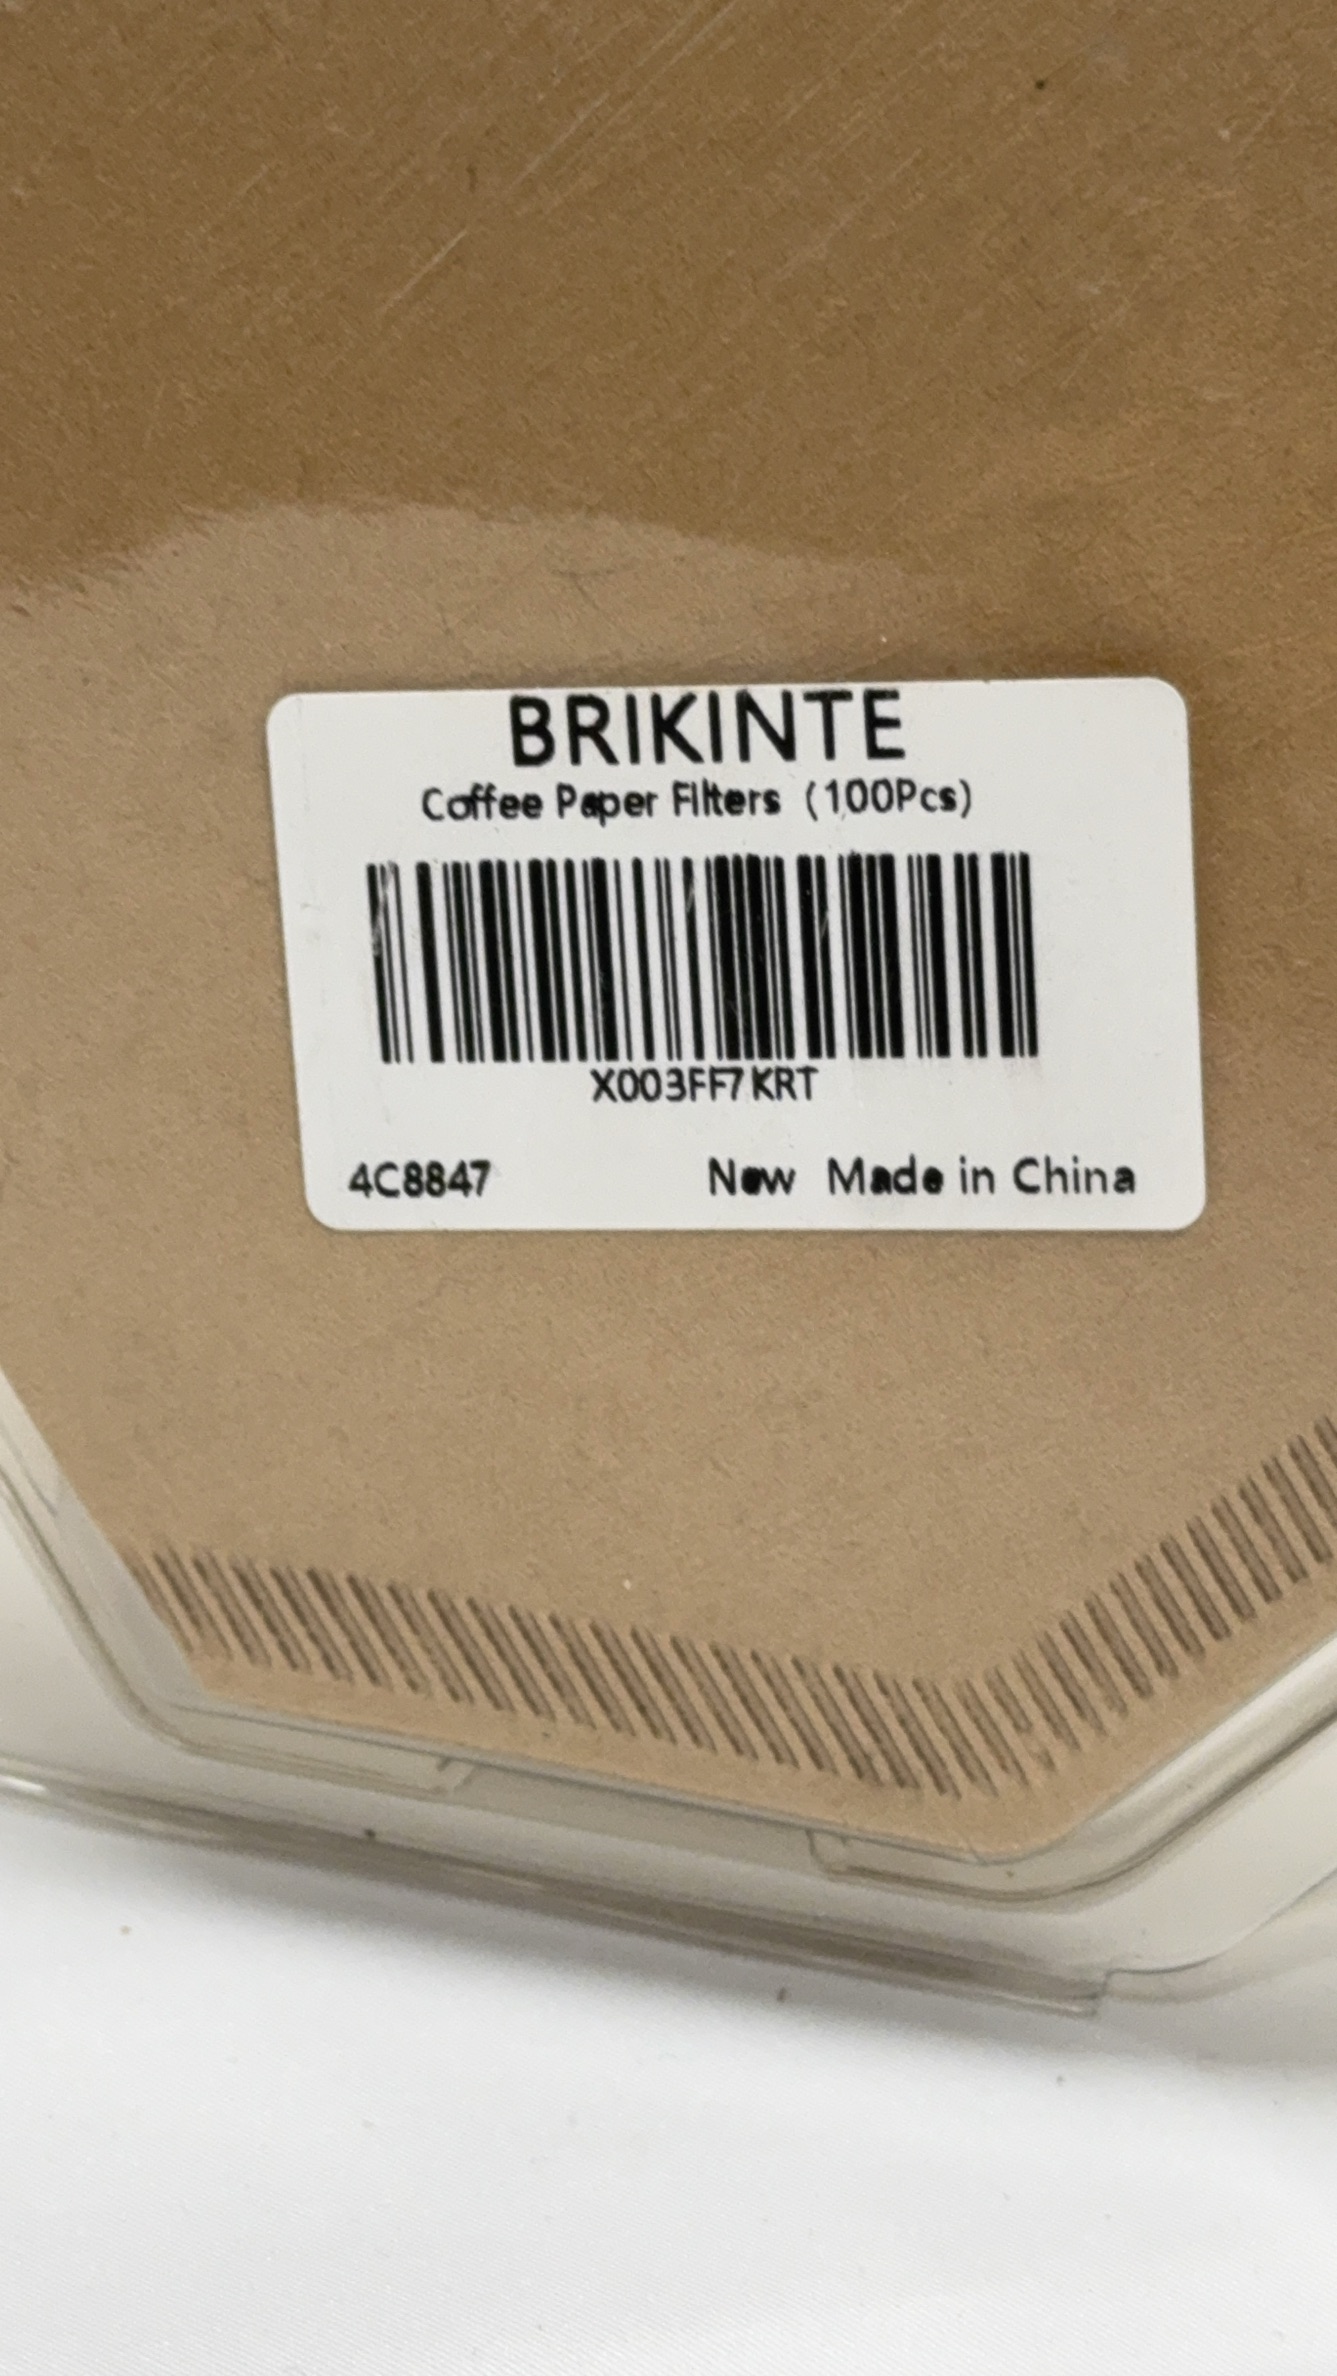 BRIKINTE
Coffee Paper Filters (100Pcs)
X003FF7KRT
4C8847 New Made in China